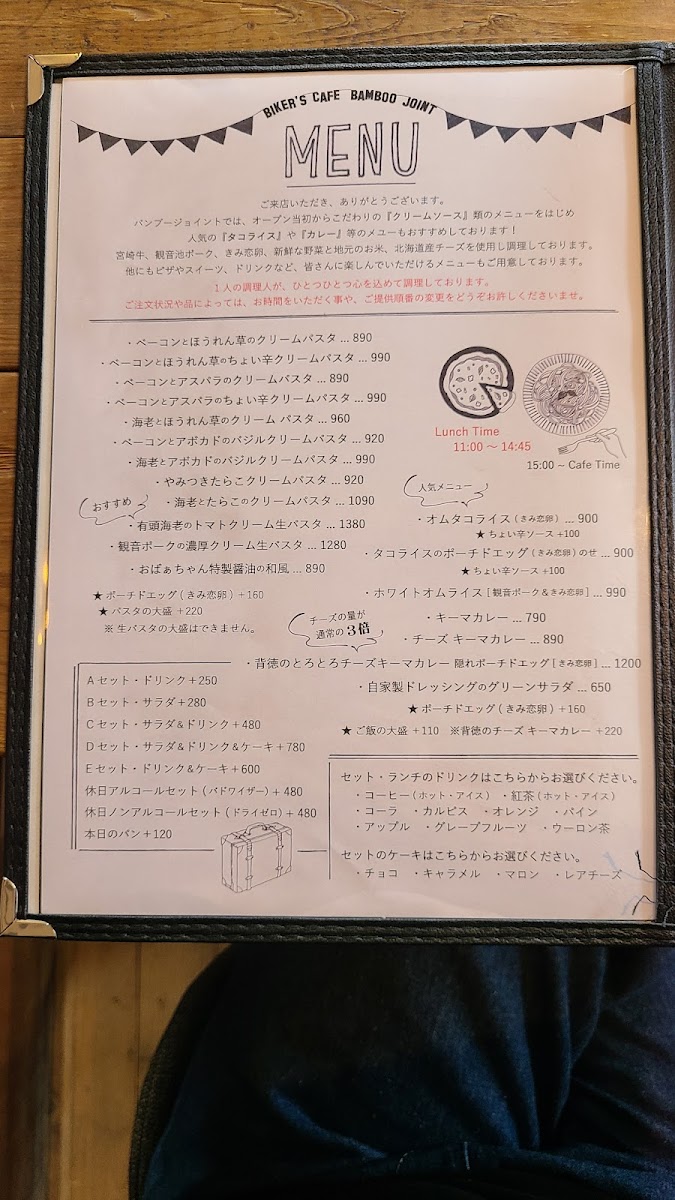 BIKER'S CAFE BAMBOO JOINT
MENU
ご来店いただき、ありがとうございます。
バンブージョイントでは、オープン当初からこだわりの『クリームソース』類のメニューをはじめ
人気の『タコライス』や『カレー』等のメユーもおすすめしております！
宮崎牛、観音池ポーク、きみ恋卵、新鮮な野菜と地元のお米、北海道産チーズを使用し調理しております。
他にもピザやスイーツ、ドリンクなど、皆さんに楽しんでいただけるメニューもご用意しております。
1人の調理人が、ひとつひとつ心を込めて調理しております。
ご注文状況や品によっては、お時間をいただく事や、ご提供順番の変更をどうぞお許しくださいませ。
・ベーコンとほうれん草のクリームパスタ ... 890
・ベーコンとほうれん草のちょい辛クリームパスタ ... 990
・ベーコンとアスパラのクリームパスタ ... 890
・ベーコンとアスパラのちょい辛クリームパスタ ... 990
・海老とほうれん草のクリーム パスタ ... 960
・ベーコンとアボカドのバジルクリームパスタ ... 920
・海老とアボカドのバジルクリームパスタ ... 990
・やみつきたらこクリームパスタ ... 920
おすすめ
・海老とたらこのクリームパスタ ... 1090
・有頭海老のトマトクリーム生パスタ ... 1380
・観音ポークの濃厚クリーム生パスタ ... 1280
・おばぁちゃん特製醤油の和風 ... 890
★ポーチドエッグ（きみ恋卵）+160
★パスタの大盛 +220
※生パスタの大盛はできません。
Lunch Time
11:00 ～ 14:45
15:00 ~ Cafe Time
人気メニュー
・オムタコライス（きみ恋卵） ... 900
★ちょい辛ソース +100
・タコライスのポーチドエッグ（きみ恋卵）のせ ... 900
★ちょい辛ソース +100
・ホワイトオムライス［観音ポーク＆きみ恋卵］ ... 990
・キーマカレー ... 790
・チーズ キーマカレー ... 890
チーズの量が
通常の3倍
・背徳のとろとろチーズキーマカレー 隠れポーチドエッグ［きみ恋卵］ ... 1200
・自家製ドレッシングのグリーンサラダ ... 650
★ポーチドエッグ（きみ恋卵）+160
★ご飯の大盛 +110 ※背徳のチーズ キーマカレー +220
Aセット・ドリンク＋250
Bセット・サラダ＋280
Cセット・サラダ＆ドリンク＋480
Dセット・サラダ＆ドリンク＆ケーキ＋780
Eセット・ドリンク＆ケーキ＋600
休日アルコールセット（バドワイザー）＋480
休日ノンアルコールセット（ドライゼロ）＋480
本日のパン＋120
セット・ランチのドリンクはこちらからお選びください。
・コーヒー（ホット・アイス） ・紅茶（ホット・アイス）
・コーラ ・カルピス ・オレンジ ・パイン
・アップル ・グレープフルーツ ・ウーロン茶
セットのケーキはこちらからお選びください。
・チョコ ・キャラメル ・マロン ・レアチーズ